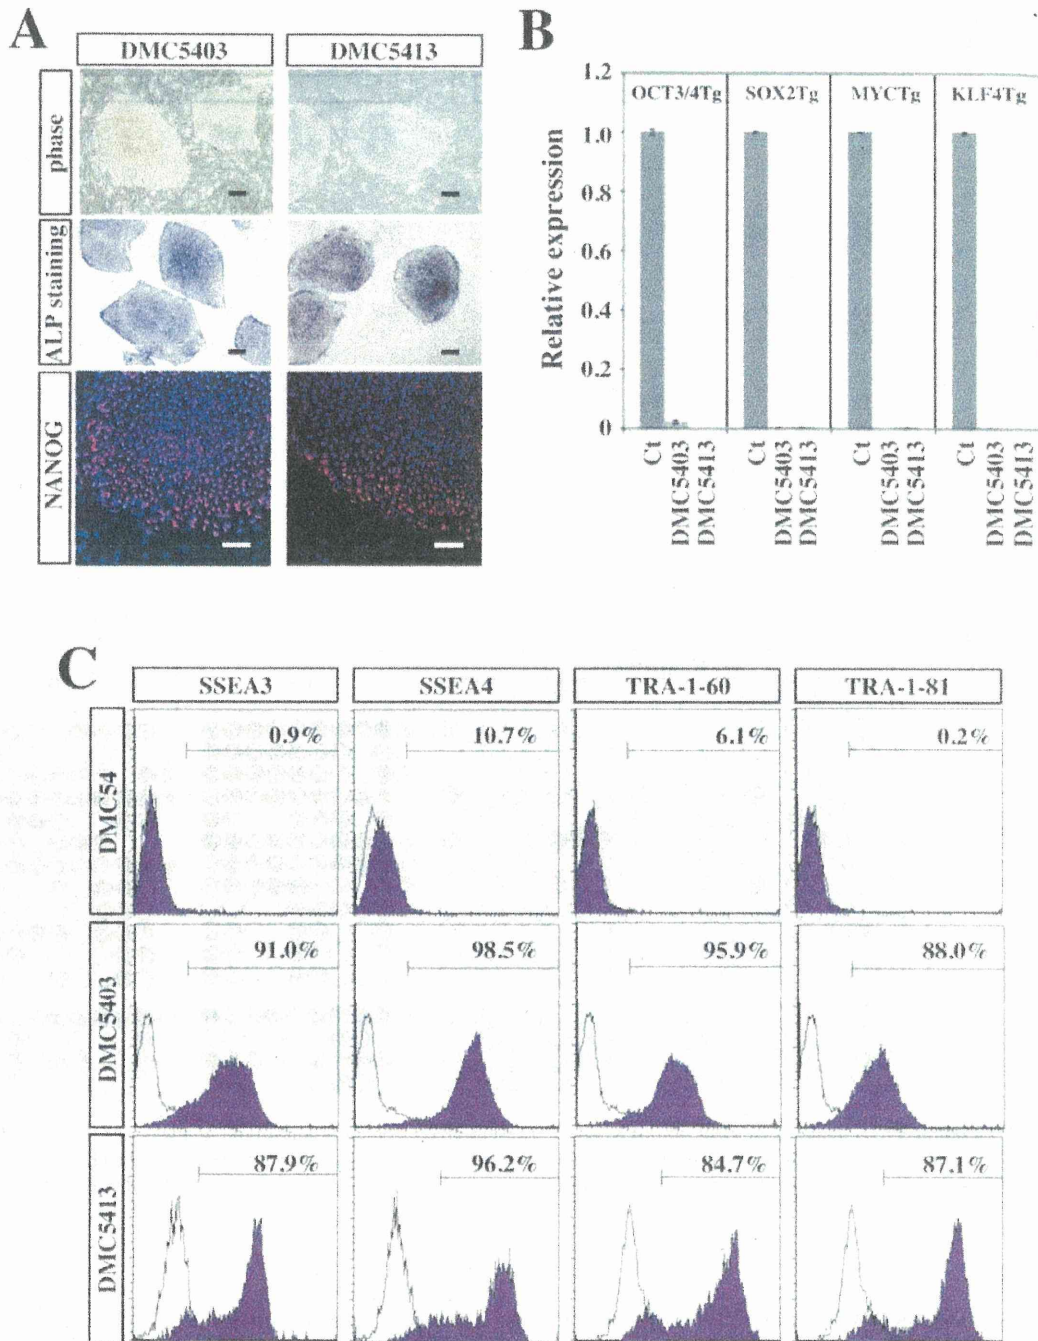 A
DMC5403 DMC5413
phase
ALP staining
NANOG
B
Relative expression
1.2
1.0
0.8
0.6
0.4
0.2
0
OCT3/4Tg SOX2Tg MYCTg KLF4Tg
Ct DMC5403 DMC5413 Ct DMC5403 DMC5413 Ct DMC5403 DMC5413 Ct DMC5403 DMC5413
C
SSEA3 SSEA4 TRA-1-60 TRA-1-81
DMC54
0.9% 10.7% 6.1% 0.2%
DMC5403
91.0% 98.5% 95.9% 88.0%
DMC5413
87.9% 96.2% 84.7% 87.1%